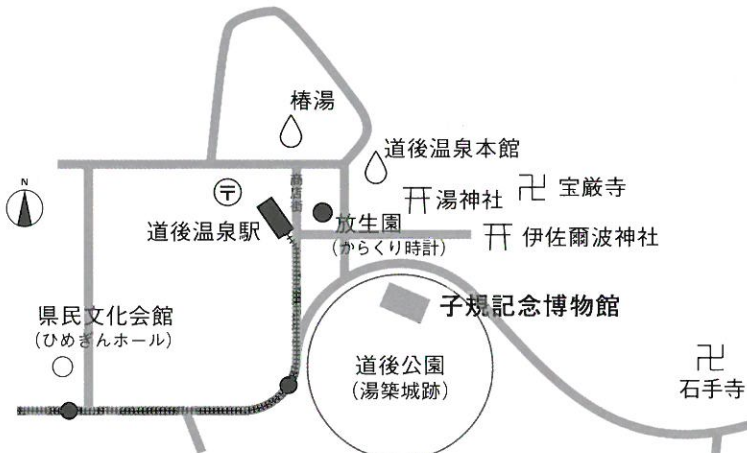 椿湯
道後温泉本館
N
〒
商店街
湯神社
宝厳寺
道後温泉駅
放生園
(からくり時計)
伊佐爾波神社
子規記念博物館
県民文化会館
(ひめぎんホール)
道後公園
(湯築城跡)
石手寺